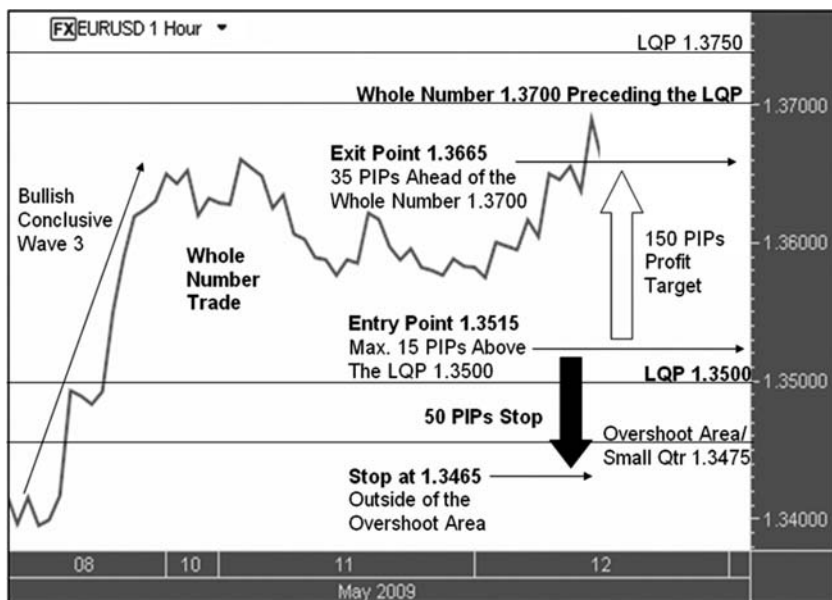 FX EURUSD 1 Hour
LQP 1.3750
Whole Number 1.3700 Preceding the LQP
1.37000
Exit Point 1.3665
35 PIPs Ahead of the
Whole Number 1.3700
Bullish
Conclusive
Wave 3
Whole
Number
Trade
150 PIPs
Profit
Target
1.36000
Entry Point 1.3515
Max. 15 PIPs Above
The LQP 1.3500
LQP 1.3500
1.35000
50 PIPs Stop
Overshoot Area/
Small Qtr 1.3475
Stop at 1.3465
Outside of the
Overshoot Area
1.34000
08 10 11 12
May 2009